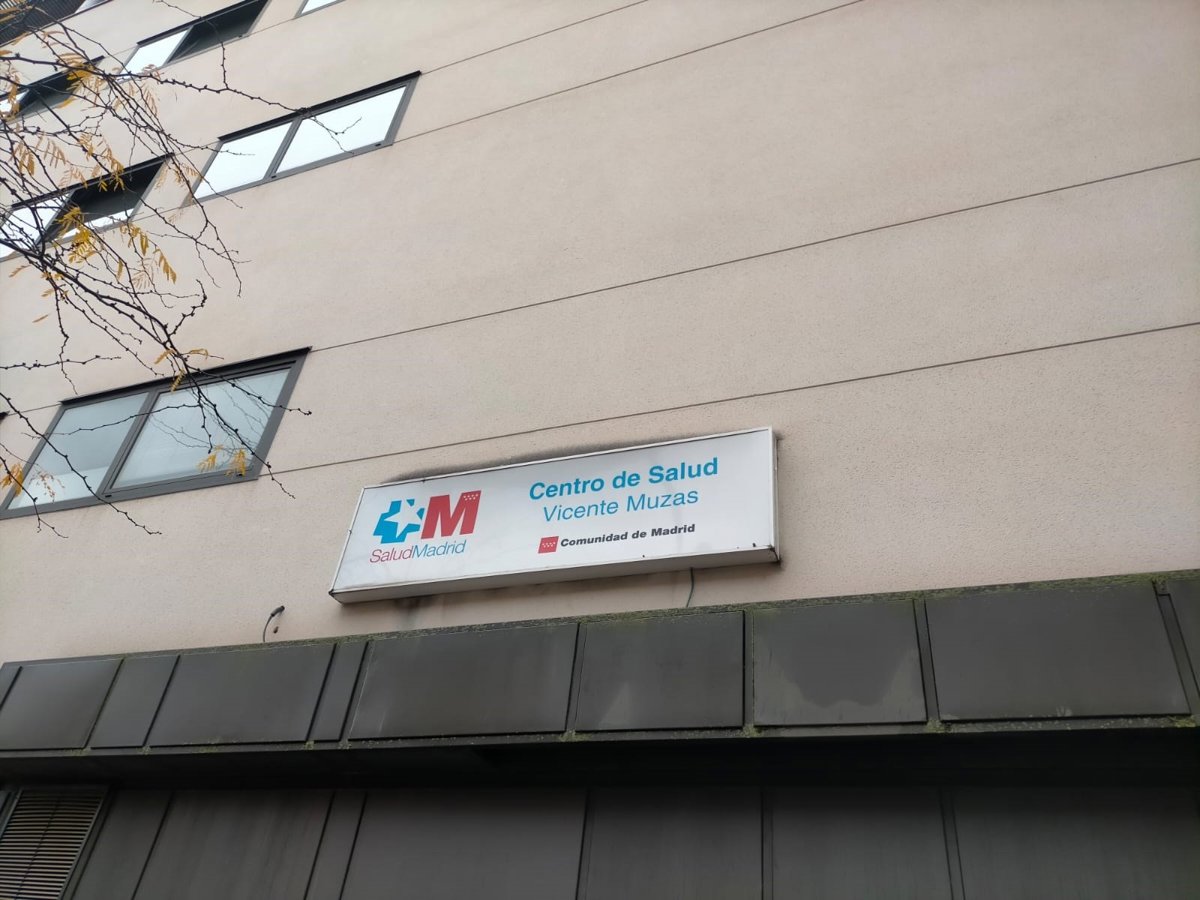 M
SaludMadrid
Centro de Salud
Vicente Muzas
Comunidad de Madrid